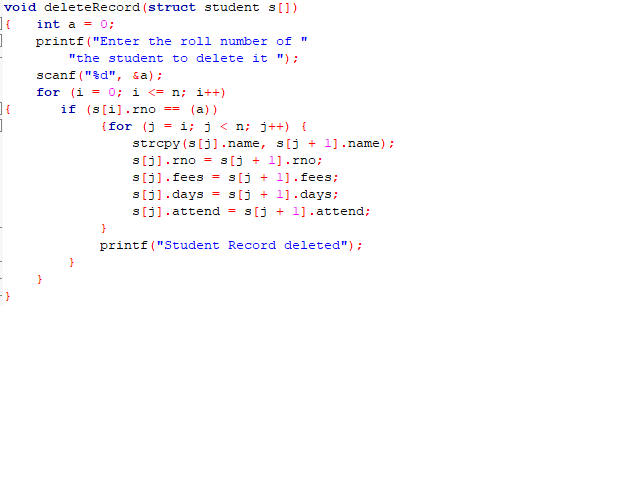 void deleteRecord(struct student s[])
{   int a = 0;
    printf("Enter the roll number of "
        "the student to delete it ");
    scanf("%d", &a);
    for (i = 0; i <= n; i++)
{      if (s[i].rno == (a))
            {for (j = i; j < n; j++) {
                strcpy(s[j].name, s[j + 1].name);
                s[j].rno = s[j + 1].rno;
                s[j].fees = s[j + 1].fees;
                s[j].days = s[j + 1].days;
                s[j].attend = s[j + 1].attend;
            }
            printf("Student Record deleted");
        }
    }
}